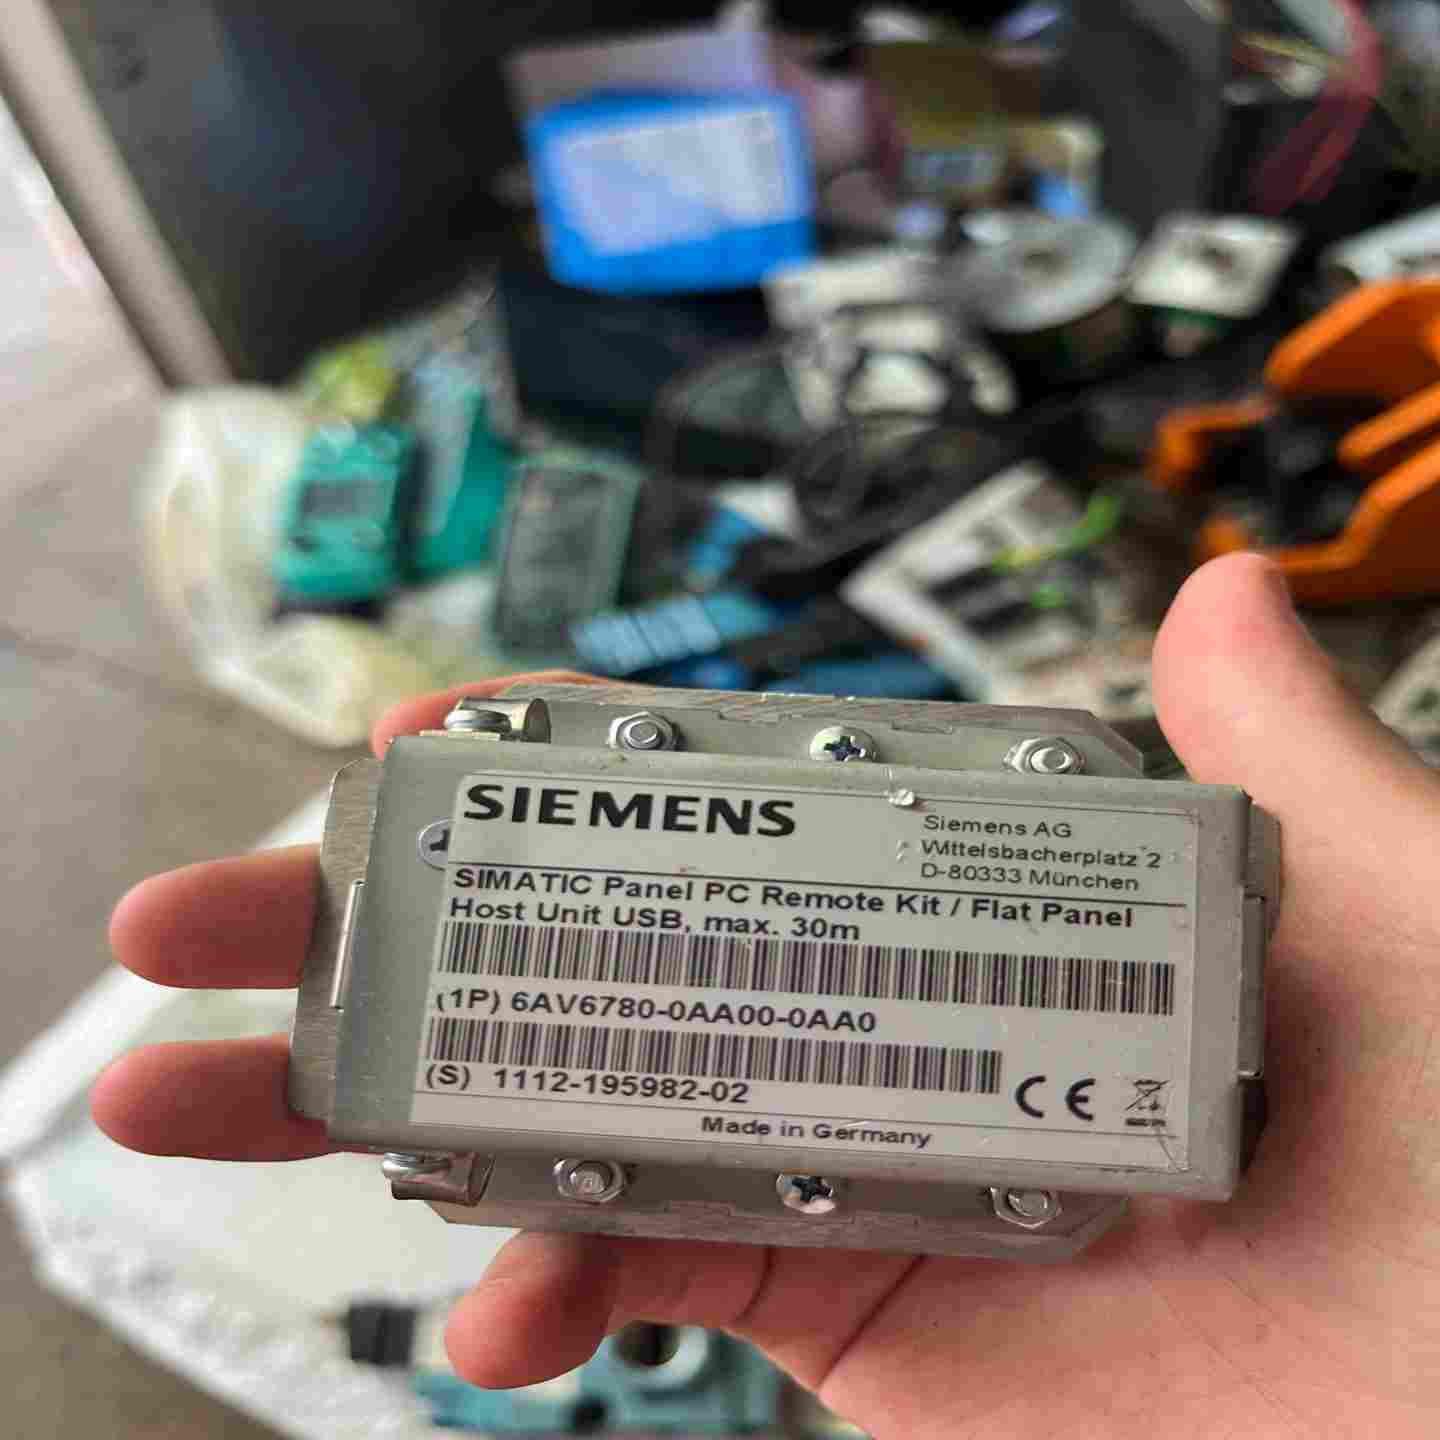 SIEMENS
Siemens AG
Wittelsbacherplatz 2
D-80333 München
SIMATIC Panel PC Remote Kit / Flat Panel
Host Unit USB, max. 30m
(1P) 6AV6780-0AA00-0AA0
(S) 1112-195982-02
CE
Made in Germany